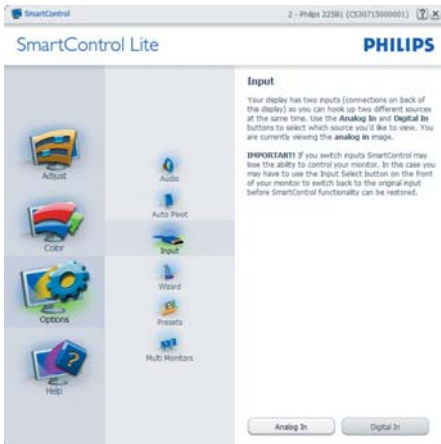 SmartControl
2 - Philips 225B1 (CS30715000001)
SmartControl Lite
PHILIPS
Adjust
Color
Options
Help
Audio
Auto Pivot
Input
Wizard
Presets
Multi Monitors
Input
Your display has two inputs (connections on back of
this display) so you can hook up two different sources
at the same time. Use the Analog In and Digital In
buttons to select which source you'd like to view. You
are currently viewing the analog in image.
IMPORTANT! If you switch inputs SmartControl may
lose the ability to control your monitor. In this case you
may have to use the Input Select button on the front
of your monitor to switch back to the original input
before SmartControl functionality can be restored.
Analog In
Digital In